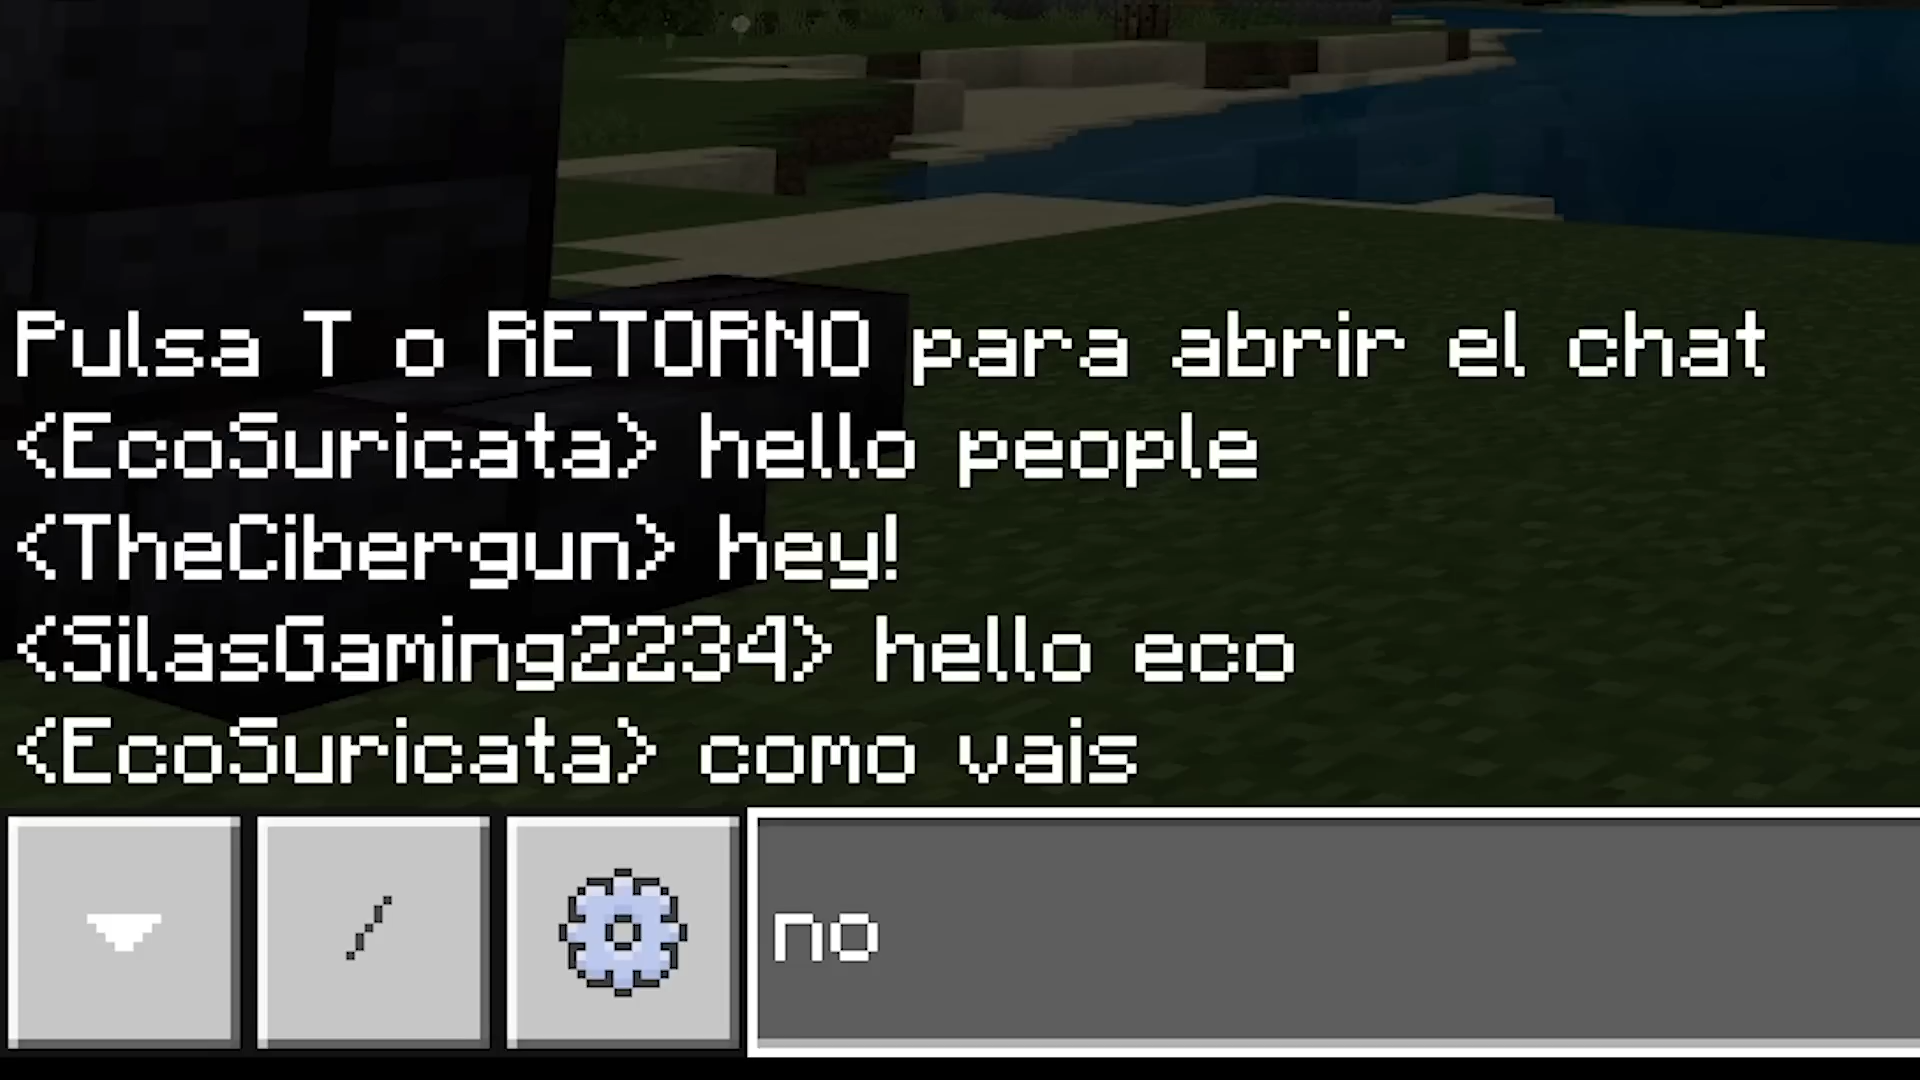 Pulsa T o RETORNO para abrir el chat
<EcoSuricata> hello people
<TheCibergun> hey!
<SilasGaming2234> hello eco
<EcoSuricata> como vais
/
no